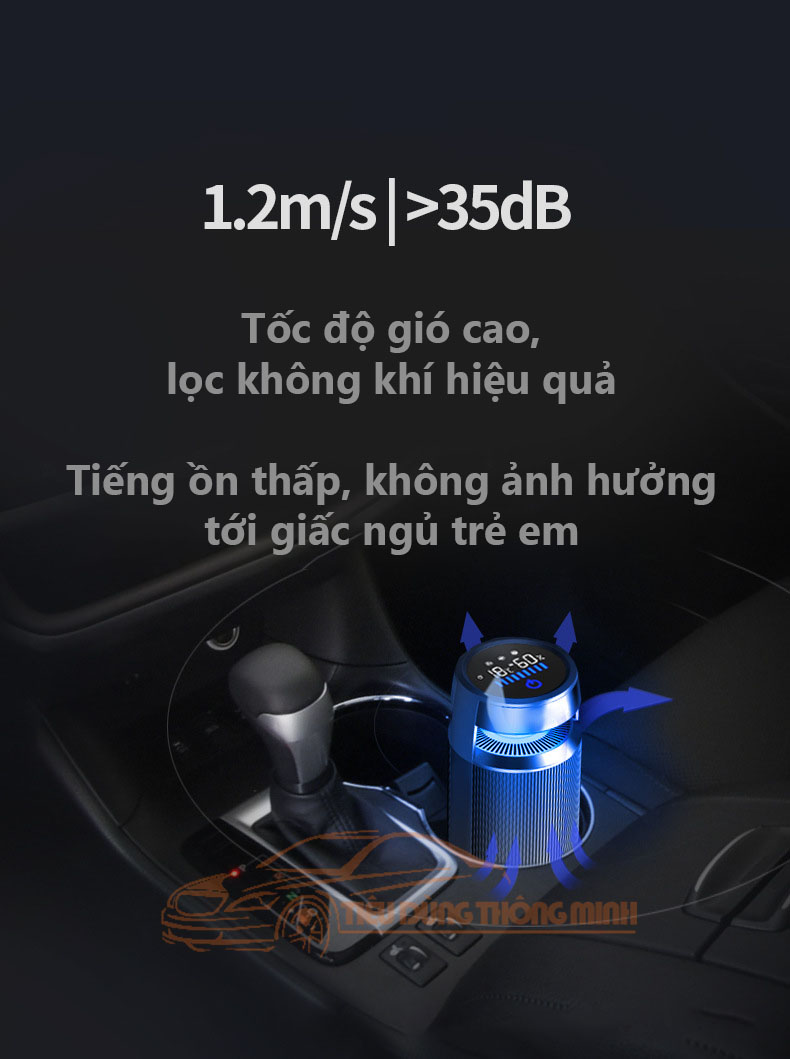 1.2m/s|>35dB
Tốc độ gió cao,
lọc không khí hiệu quả
Tiếng ồn thấp, không ảnh hưởng
tới giấc ngủ trẻ em
18℃ 60%
TIÊU DÙNG THÔNG MINH